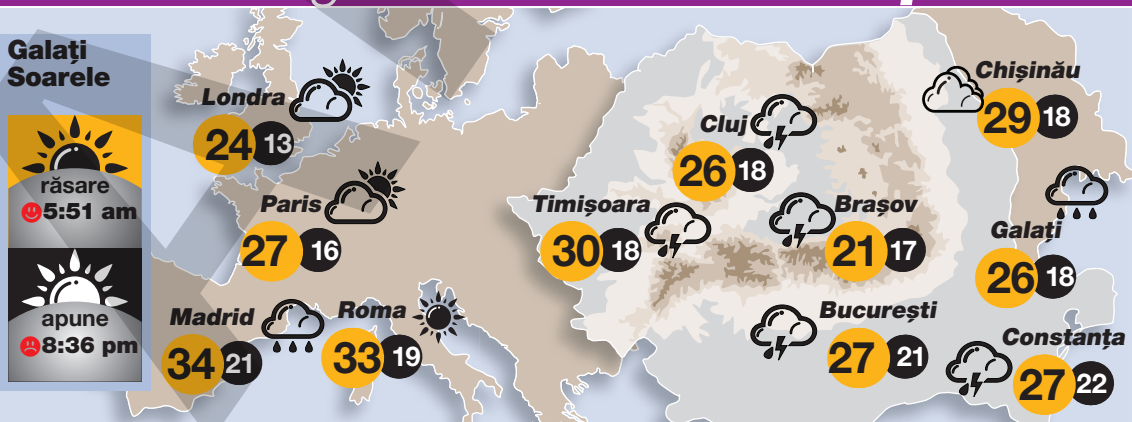 Galați
Soarele
răsare
5:51 am
apune
8:36 pm
Londra
24 13
Paris
27 16
Madrid
34 21
Roma
33 19
Timișoara
30 18
Cluj
26 18
Brașov
21 17
București
27 21
Chișinău
29 18
Galați
26 18
Constanța
27 22